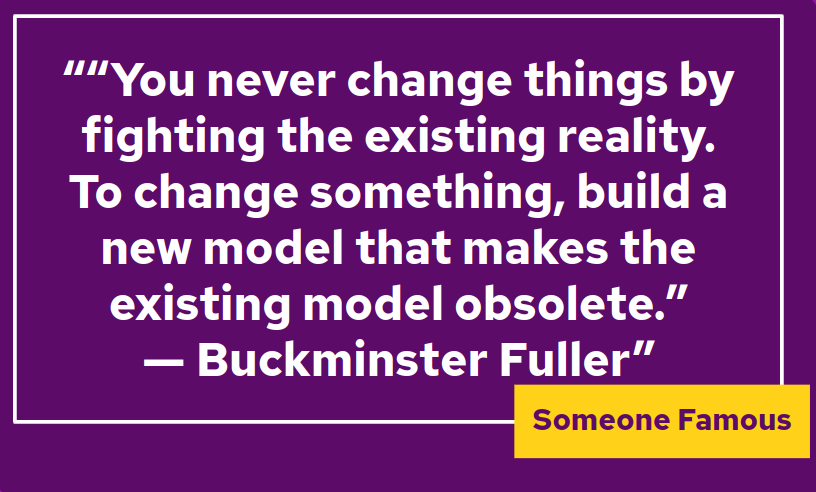 ““You never change things by
fighting the existing reality.
To change something, build a
new model that makes the
existing model obsolete.”
— Buckminster Fuller”
Someone Famous